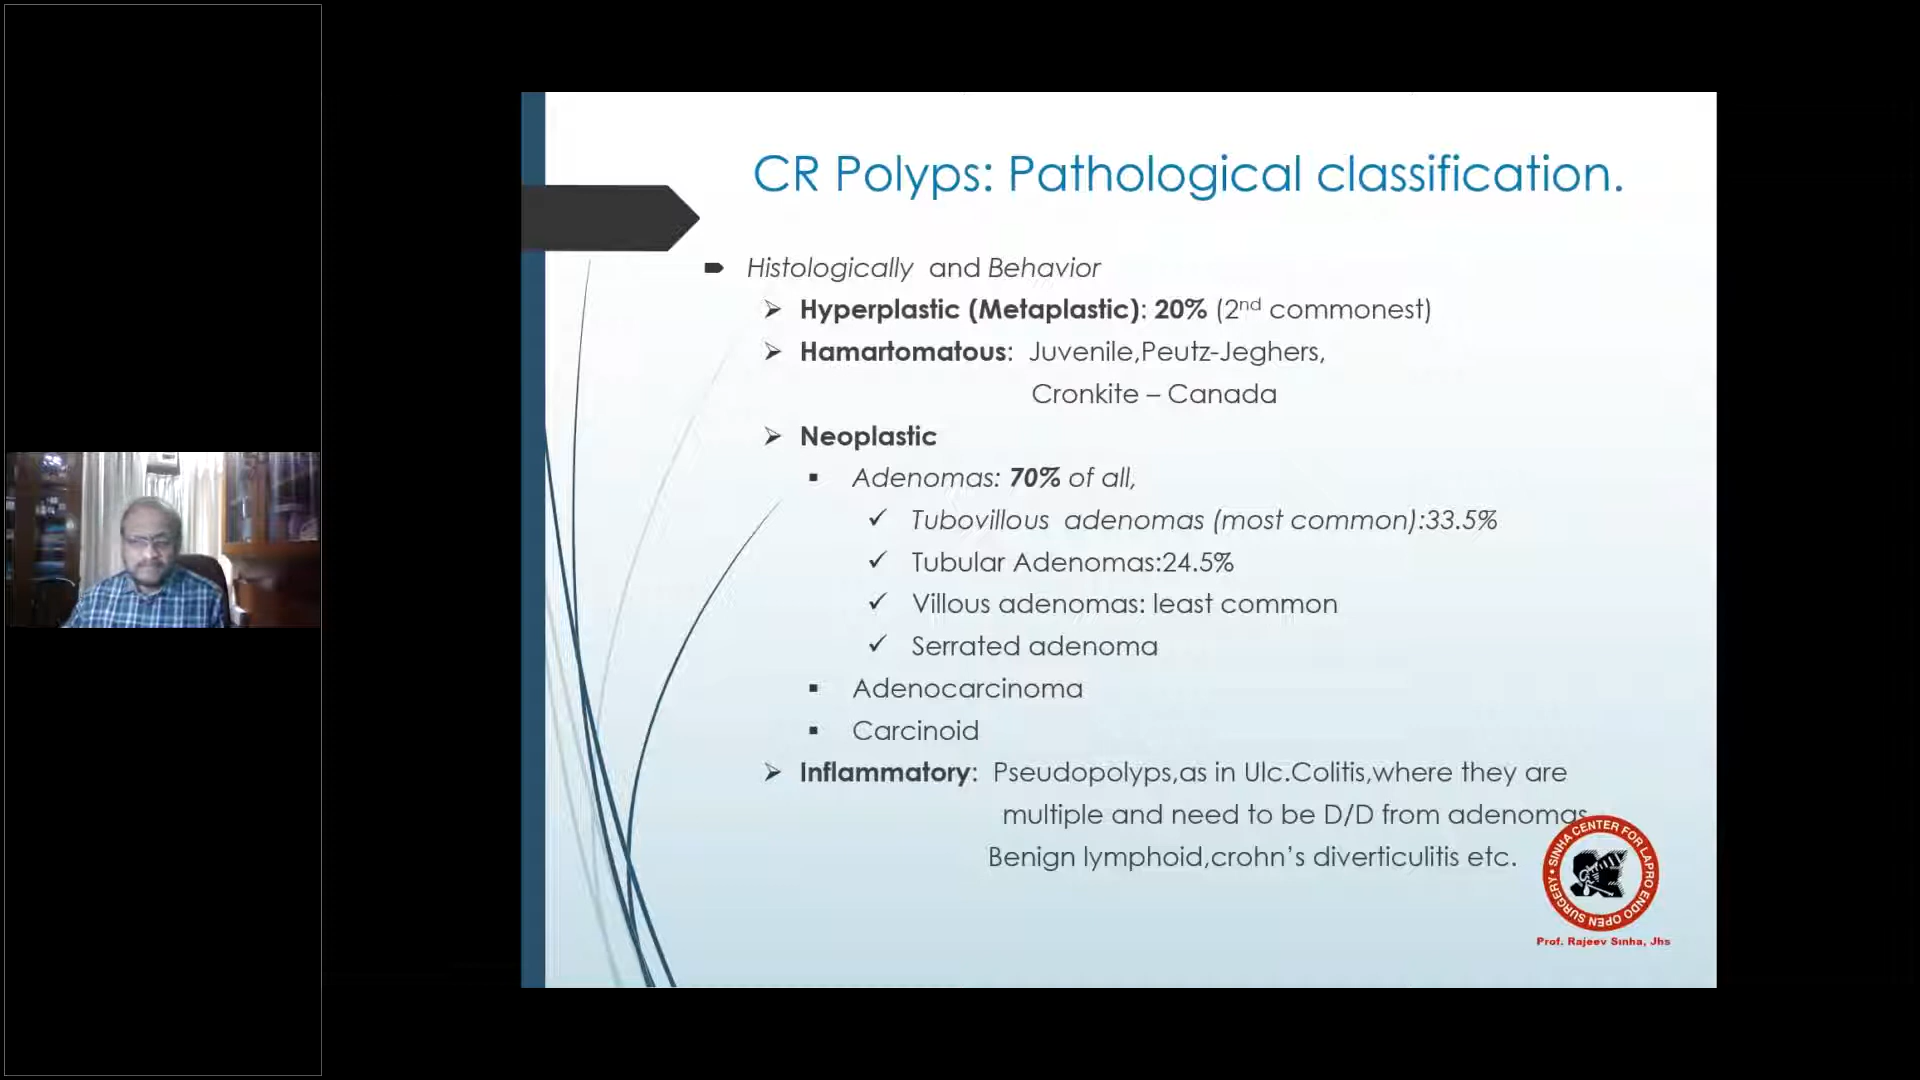 CR Polyps: Pathological classification.
Histologically and Behavior
Hyperplastic (Metaplastic): 20% (2nd commonest)
Hamartomatous: Juvenile,Peutz-Jeghers,
Cronkite – Canada
Neoplastic
Adenomas: 70% of all,
Tubovillous adenomas (most common):33.5%
Tubular Adenomas:24.5%
Villous adenomas: least common
Serrated adenoma
Adenocarcinoma
Carcinoid
Inflammatory: Pseudopolyps,as in Ulc.Colitis,where they are
multiple and need to be D/D from adenomas
Benign lymphoid,crohn’s diverticulitis etc.
SINHA CENTER FOR LAPRO ENDO OPEN SURGERY
Prof. Rajeev Sinha, Jhs